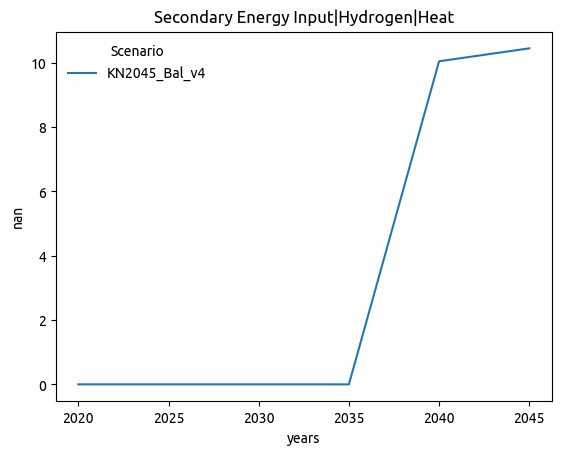 Secondary Energy Input|Hydrogen|Heat
Scenario
KN2045_Bal_v4
10
8
6
4
2
0
nan
2020 2025 2030 2035 2040 2045
years